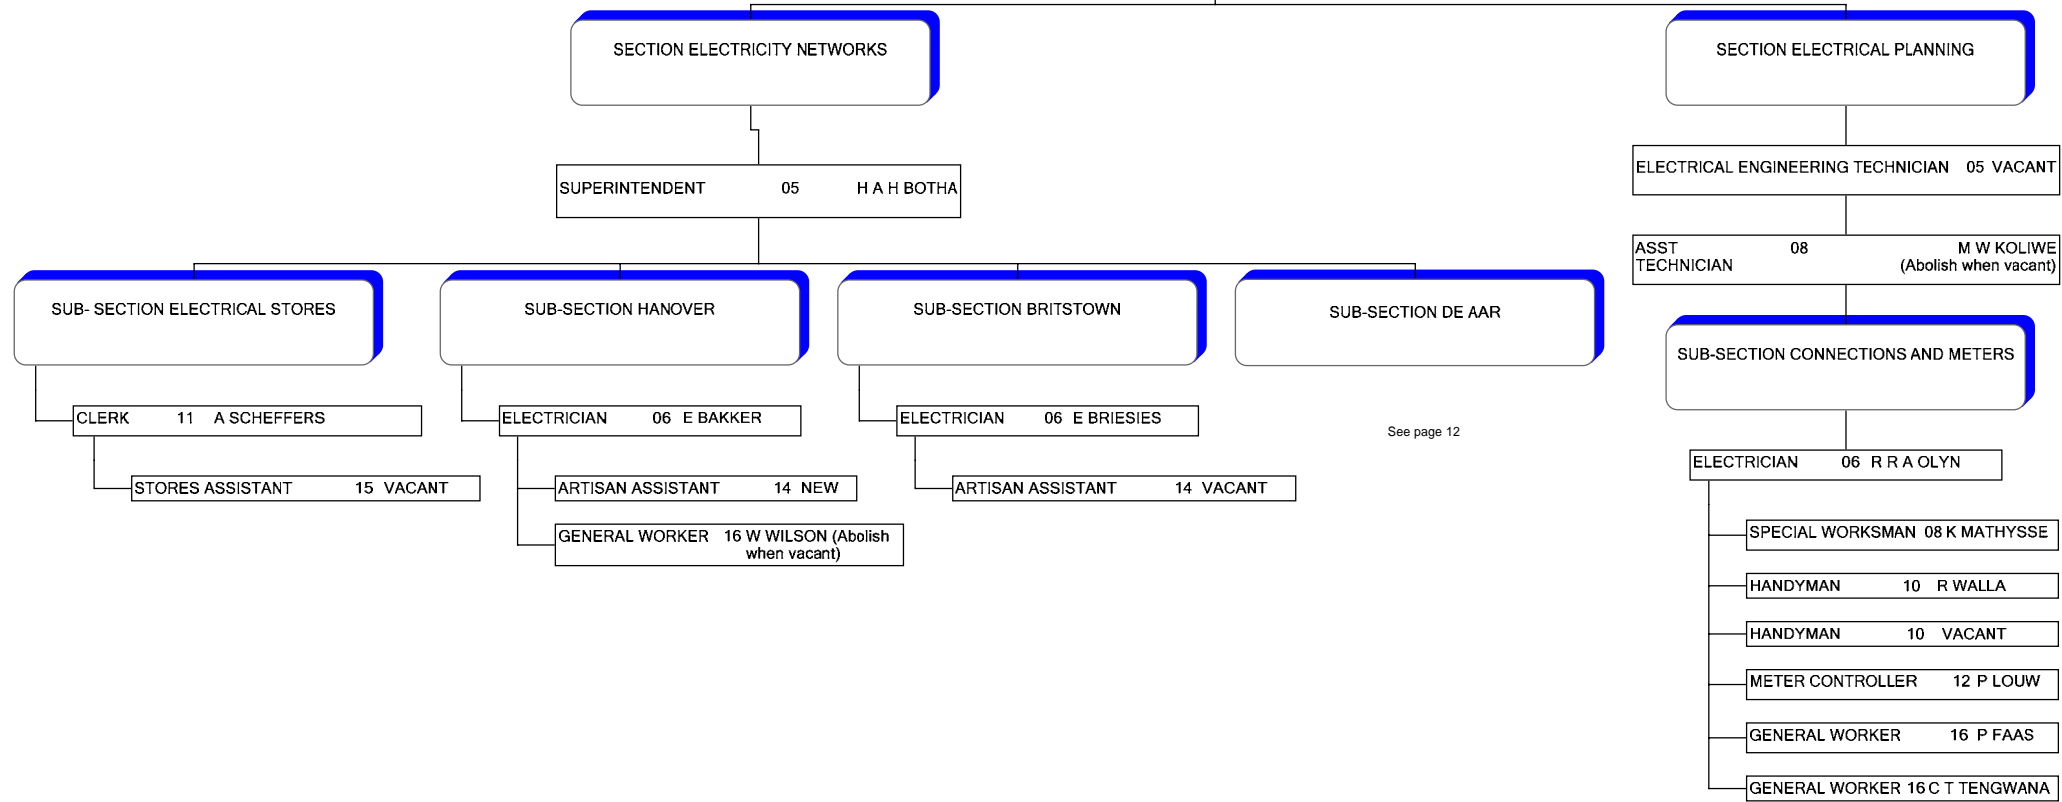 SECTION ELECTRICITY NETWORKS
SUPERINTENDENT 05 H A H BOTHA
SUB- SECTION ELECTRICAL STORES
CLERK 11 A SCHEFFERS
STORES ASSISTANT 15 VACANT
SUB-SECTION HANOVER
ELECTRICIAN 06 E BAKKER
ARTISAN ASSISTANT 14 NEW
GENERAL WORKER 16 W WILSON (Abolish
when vacant)
SUB-SECTION BRITSTOWN
ELECTRICIAN 06 E BRIESIES
ARTISAN ASSISTANT 14 VACANT
SUB-SECTION DE AAR
See page 12
SECTION ELECTRICAL PLANNING
ELECTRICAL ENGINEERING TECHNICIAN 05 VACANT
ASST 08 M W KOLIWE
TECHNICIAN (Abolish when vacant)
SUB-SECTION CONNECTIONS AND METERS
ELECTRICIAN 06 R R A OLYN
SPECIAL WORKSMAN 08 K MATHYSSE
HANDYMAN 10 R WALLA
HANDYMAN 10 VACANT
METER CONTROLLER 12 P LOUW
GENERAL WORKER 16 P FAAS
GENERAL WORKER 16 C T TENGWANA